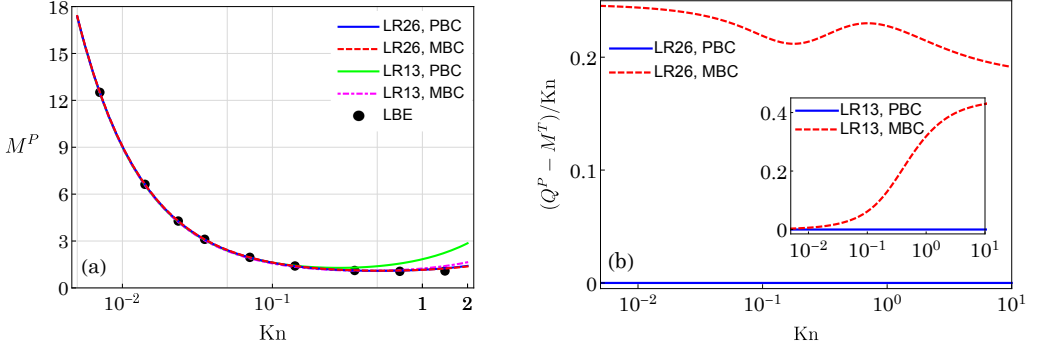 18
15
12
9
6
3
0
M^P
LR26, PBC
LR26, MBC
LR13, PBC
LR13, MBC
LBE
(a)
10^-2
10^-1
1
2
Kn
0.2
0.1
0
(Q^P − M^T)/Kn
LR26, PBC
LR26, MBC
0.4
0.2
0
LR13, PBC
LR13, MBC
10^-2
10^-1
10^0
10^1
(b)
10^-2
10^-1
10^0
10^1
Kn